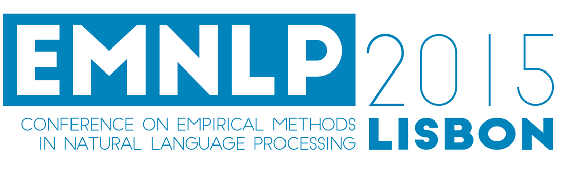 EMNLP 2015
CONFERENCE ON EMPIRICAL METHODS
IN NATURAL LANGUAGE PROCESSING
LISBON